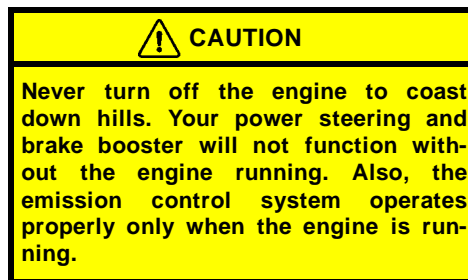 CAUTION
Never turn off the engine to coast
down hills. Your power steering and
brake booster will not function with-
out the engine running. Also, the
emission control system operates
properly only when the engine is run-
ning.